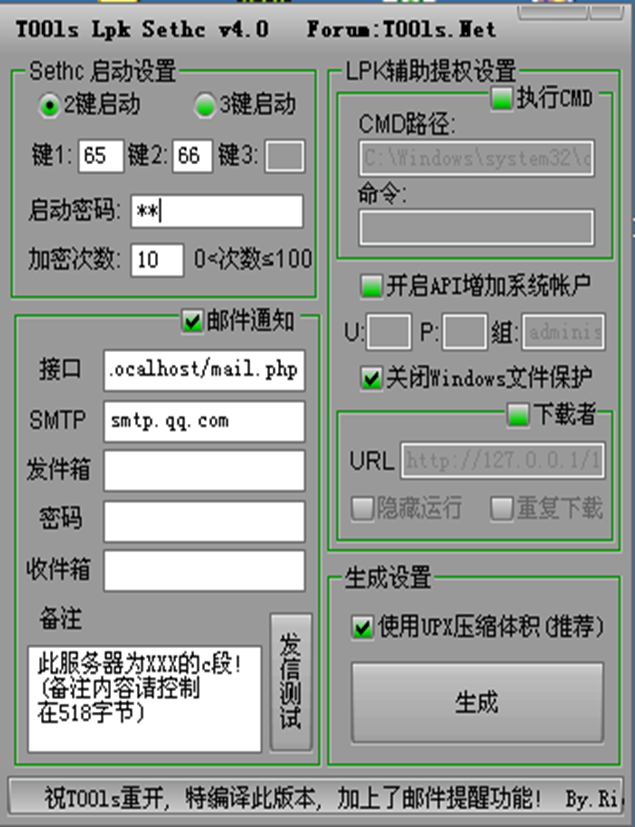 T00ls Lpk Sethc v4.0 Forum:T00ls.Net
Sethc 启动设置
2键启动 3键启动
键1: 65 键2: 66 键3:
启动密码: **
加密次数: 10 0<次数≤100
邮件通知
接口 .ocalhost/mail.php
SMTP smtp.qq.com
发件箱
密码
收件箱
备注
此服务器为XXX的c段!
(备注内容请控制
在518字节)
发信测试
LPK辅助提权设置
执行CMD
CMD路径:
C:\Windows\system32\c
命令:
开启API增加系统帐户
U: P: 组: adminis
关闭Windows文件保护
下载者
URL http://127.0.0.1/1
隐藏运行 重复下载
生成设置
使用UPX压缩体积(推荐)
生成
祝T00ls重开, 特编译此版本, 加上了邮件提醒功能! By.Ri